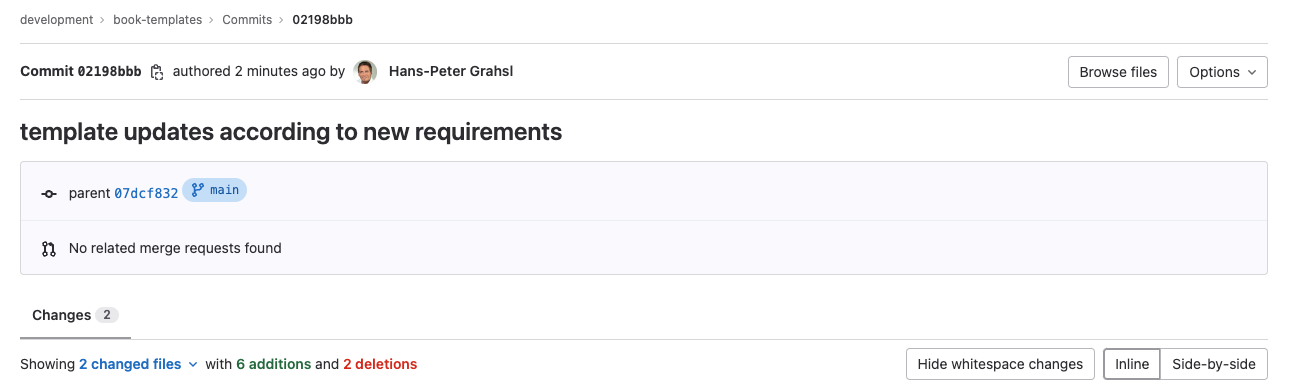 development > book-templates > Commits > 02198bbb
Commit 02198bbb authored 2 minutes ago by Hans-Peter Grahsl
Browse files Options
template updates according to new requirements
parent 07dcf832 main
No related merge requests found
Changes 2
Showing 2 changed files with 6 additions and 2 deletions
Hide whitespace changes Inline Side-by-side